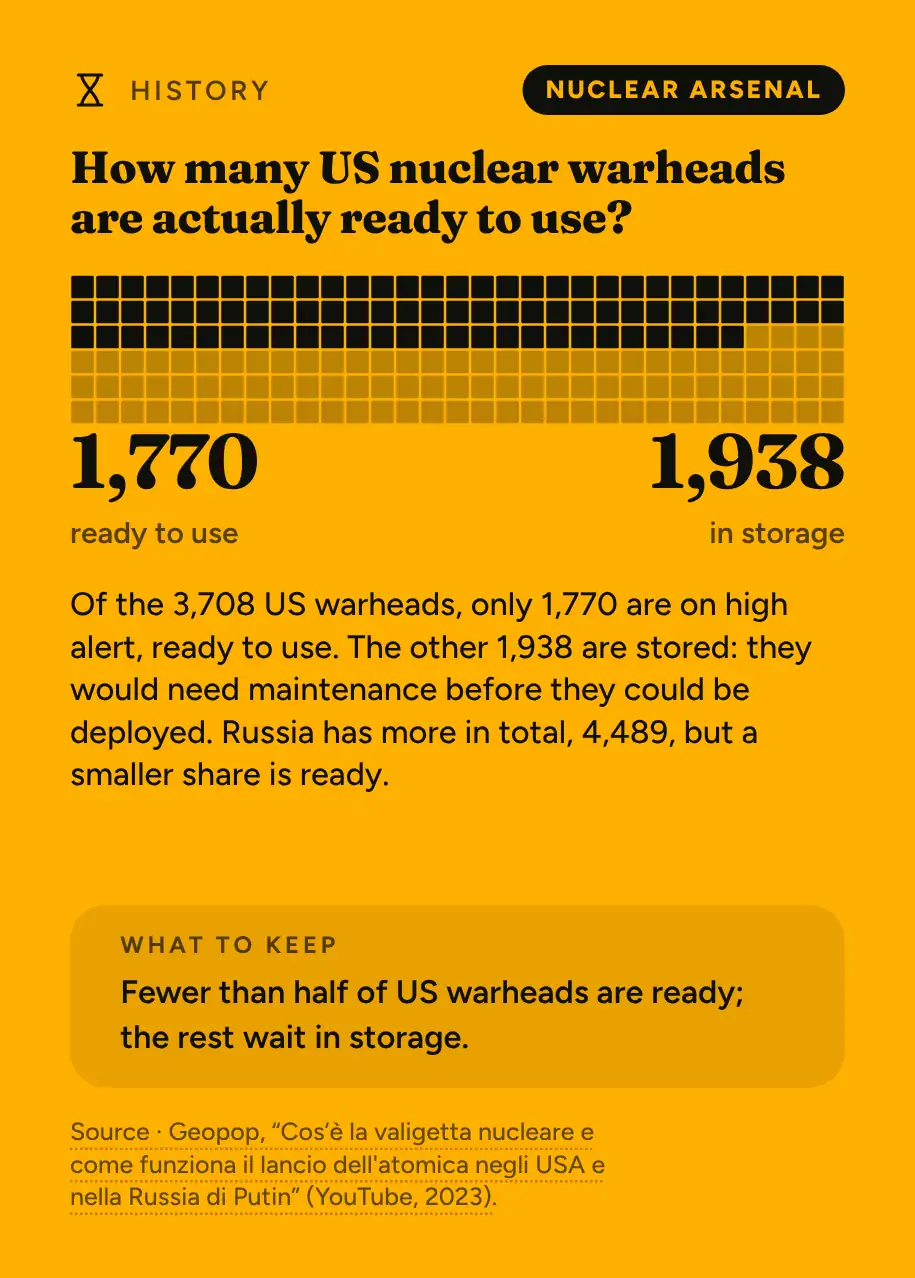 HISTORY
NUCLEAR ARSENAL
How many US nuclear warheads
are actually ready to use?
1,770
1,938
ready to use
in storage
Of the 3,708 US warheads, only 1,770 are on high
alert, ready to use. The other 1,938 are stored: they
would need maintenance before they could be
deployed. Russia has more in total, 4,489, but a
smaller share is ready.
WHAT TO KEEP
Fewer than half of US warheads are ready;
the rest wait in storage.
Source · Geopop, “Cos’è la valigetta nucleare e
come funziona il lancio dell'atomica negli USA e
nella Russia di Putin” (YouTube, 2023).